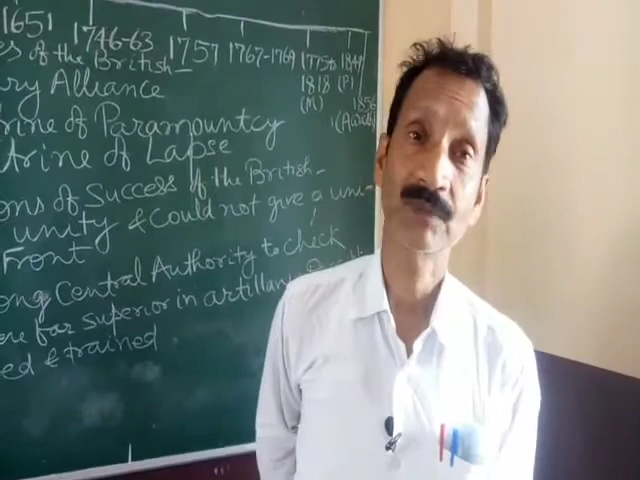 1651 1746-63 1757 1767-1769 1775 1849
es of the British 1818 (P)
(M) 1856
ry Alliance
rine of Paramountcy
trine of Lapse
ons of Success of the British-
unity & could not give a uni-
Front
ong Central Authority to check
ere far superior in artillary
ed & trained